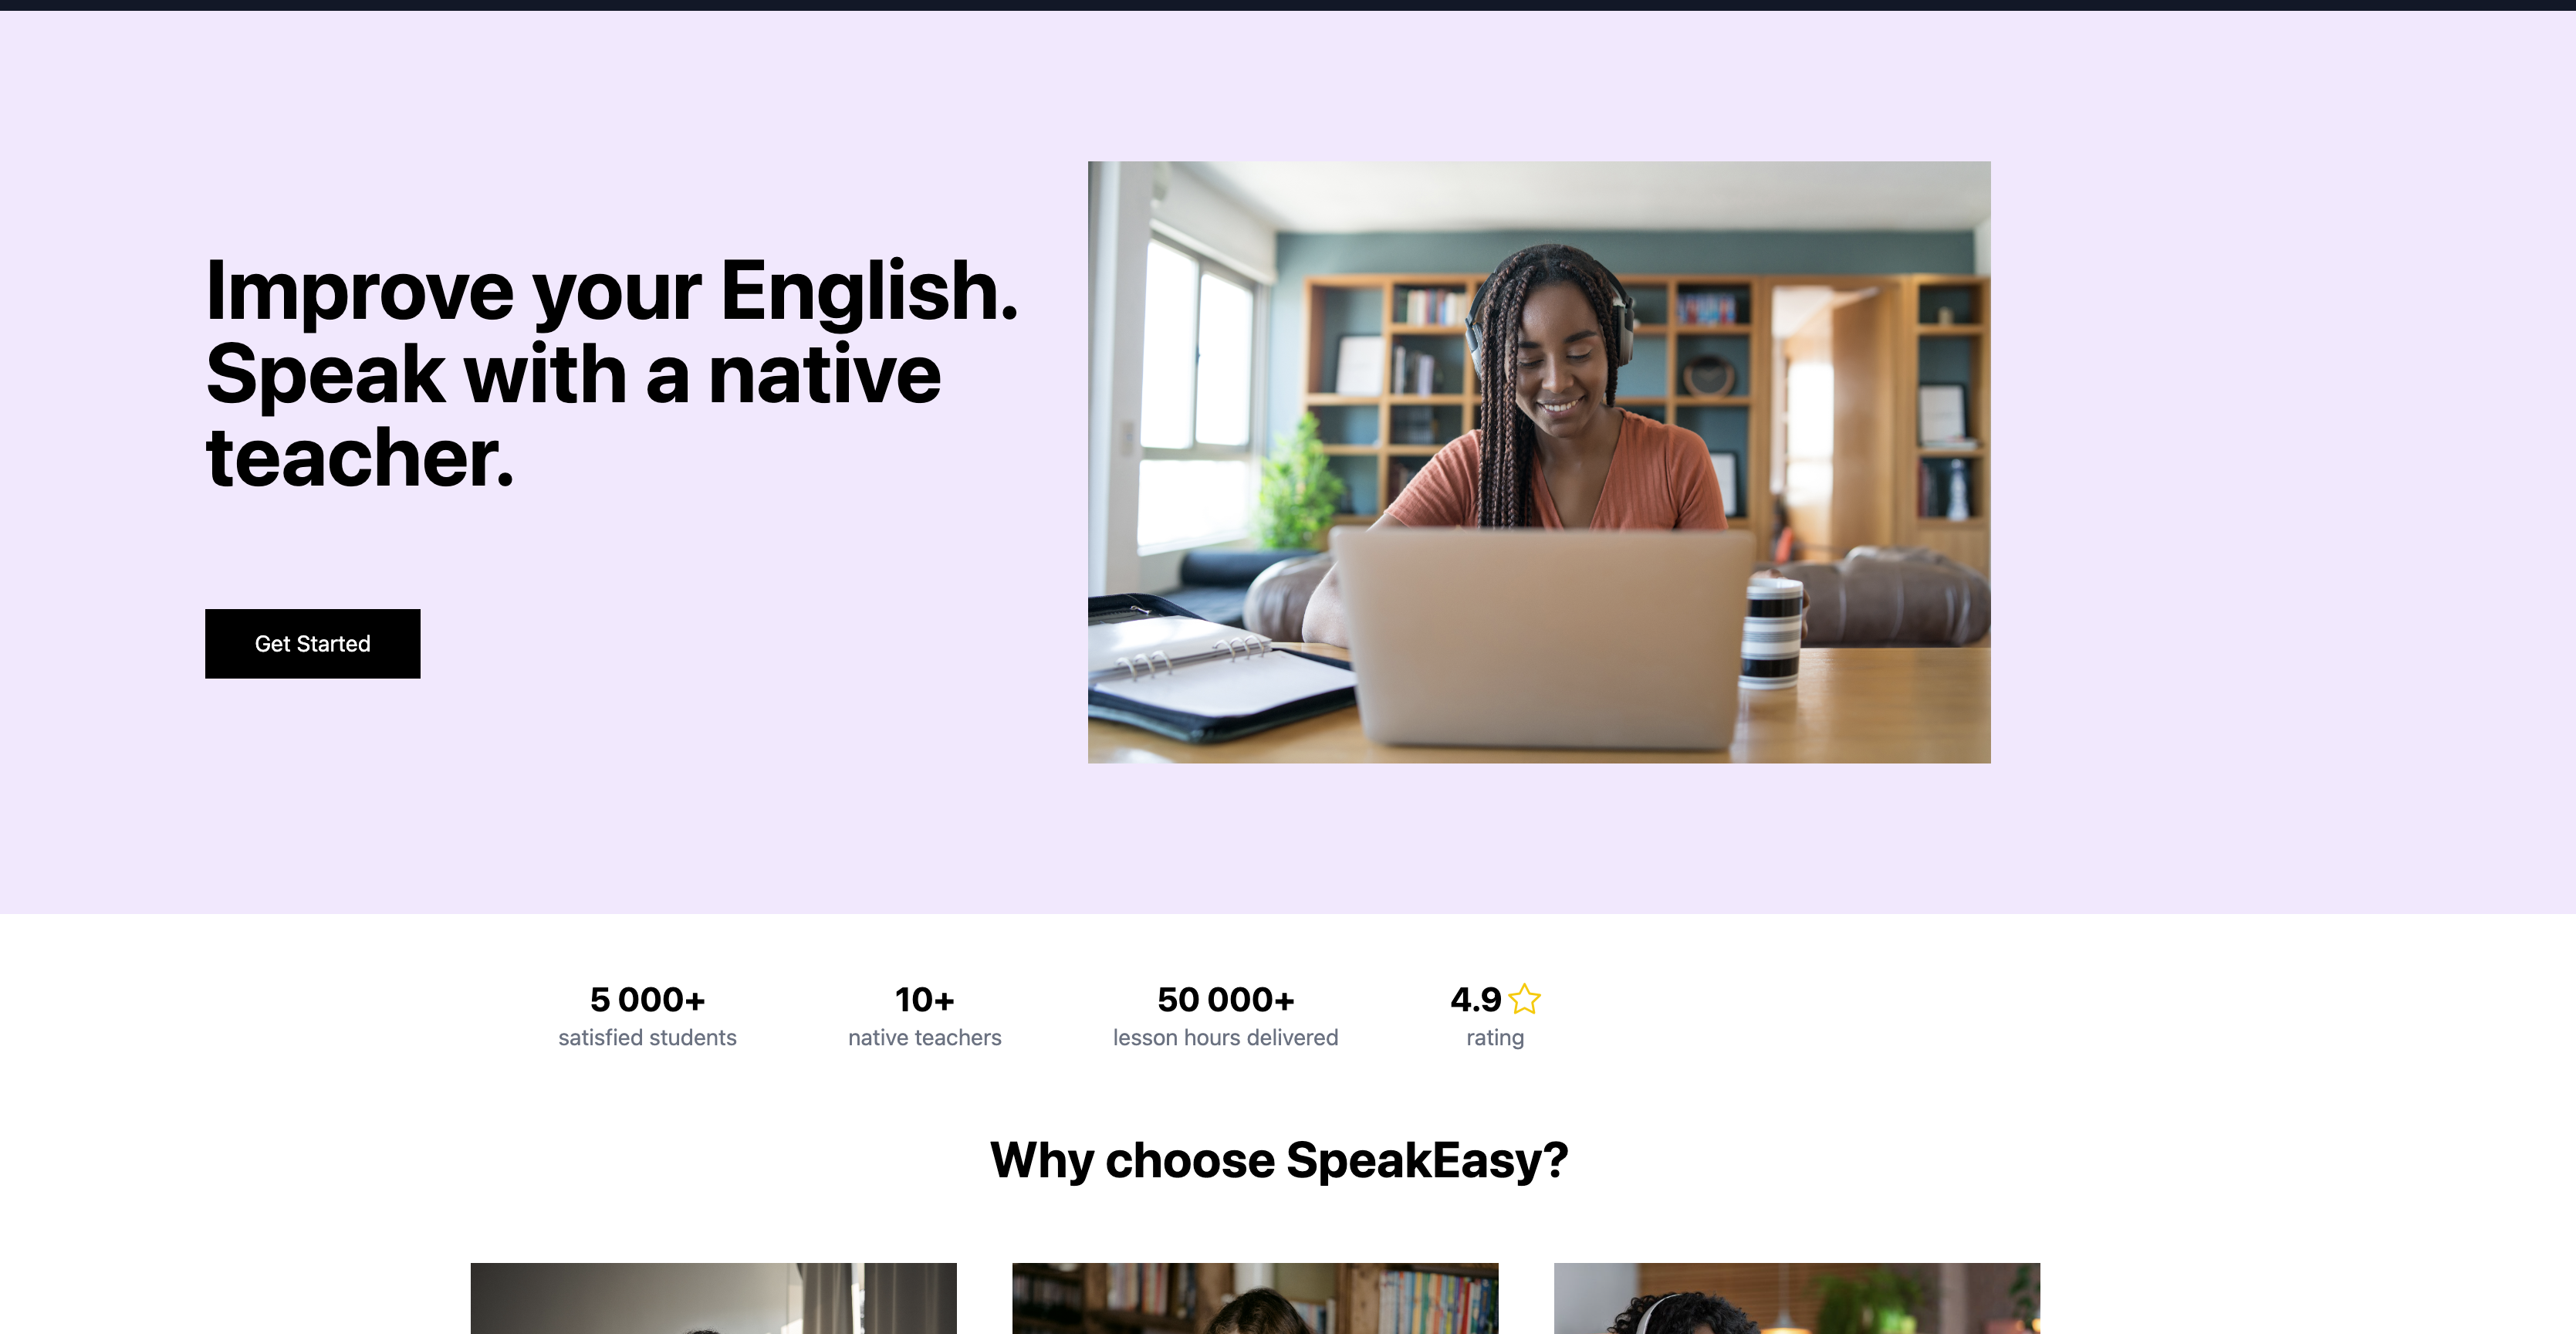 Improve your English.
Speak with a native
teacher.
Get Started
5 000+
satisfied students
10+
native teachers
50 000+
lesson hours delivered
4.9
rating
Why choose SpeakEasy?